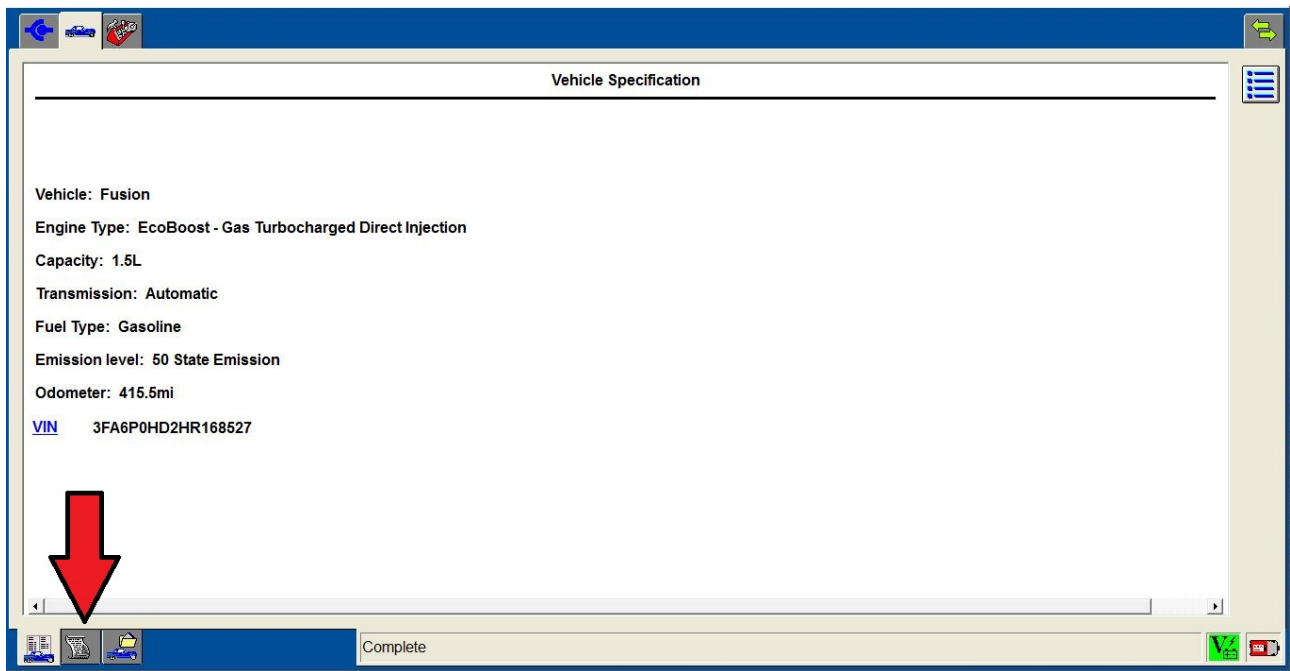 Vehicle Specification
Vehicle: Fusion
Engine Type: EcoBoost - Gas Turbocharged Direct Injection
Capacity: 1.5L
Transmission: Automatic
Fuel Type: Gasoline
Emission level: 50 State Emission
Odometer: 415.5mi
VIN 3FA6P0HD2HR168527
Complete
V